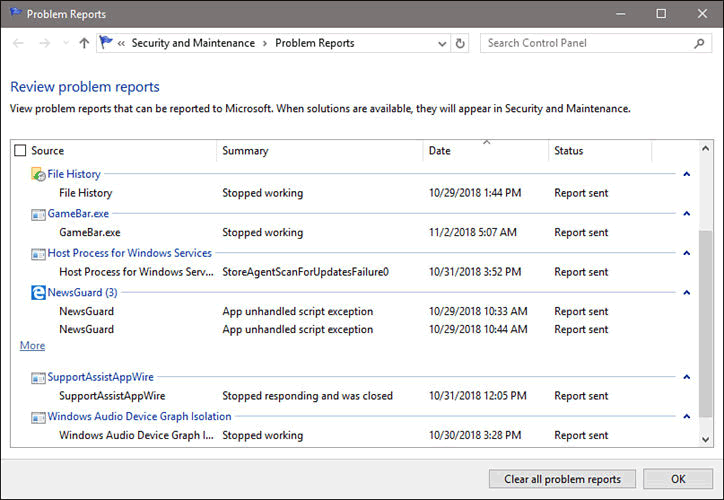 Problem Reports
« Security and Maintenance > Problem Reports
Search Control Panel
Review problem reports
View problem reports that can be reported to Microsoft. When solutions are available, they will appear in Security and Maintenance.
Source Summary Date Status
File History
File History Stopped working 10/29/2018 1:44 PM Report sent
GameBar.exe
GameBar.exe Stopped working 11/2/2018 5:07 AM Report sent
Host Process for Windows Services
Host Process for Windows Serv... StoreAgentScanForUpdatesFailure0 10/31/2018 3:52 PM Report sent
NewsGuard (3)
NewsGuard App unhandled script exception 10/29/2018 10:33 AM Report sent
NewsGuard App unhandled script exception 10/29/2018 10:44 AM Report sent
More
SupportAssistAppWire
SupportAssistAppWire Stopped responding and was closed 10/31/2018 12:05 PM Report sent
Windows Audio Device Graph Isolation
Windows Audio Device Graph I... Stopped working 10/30/2018 3:28 PM Report sent
Clear all problem reports OK